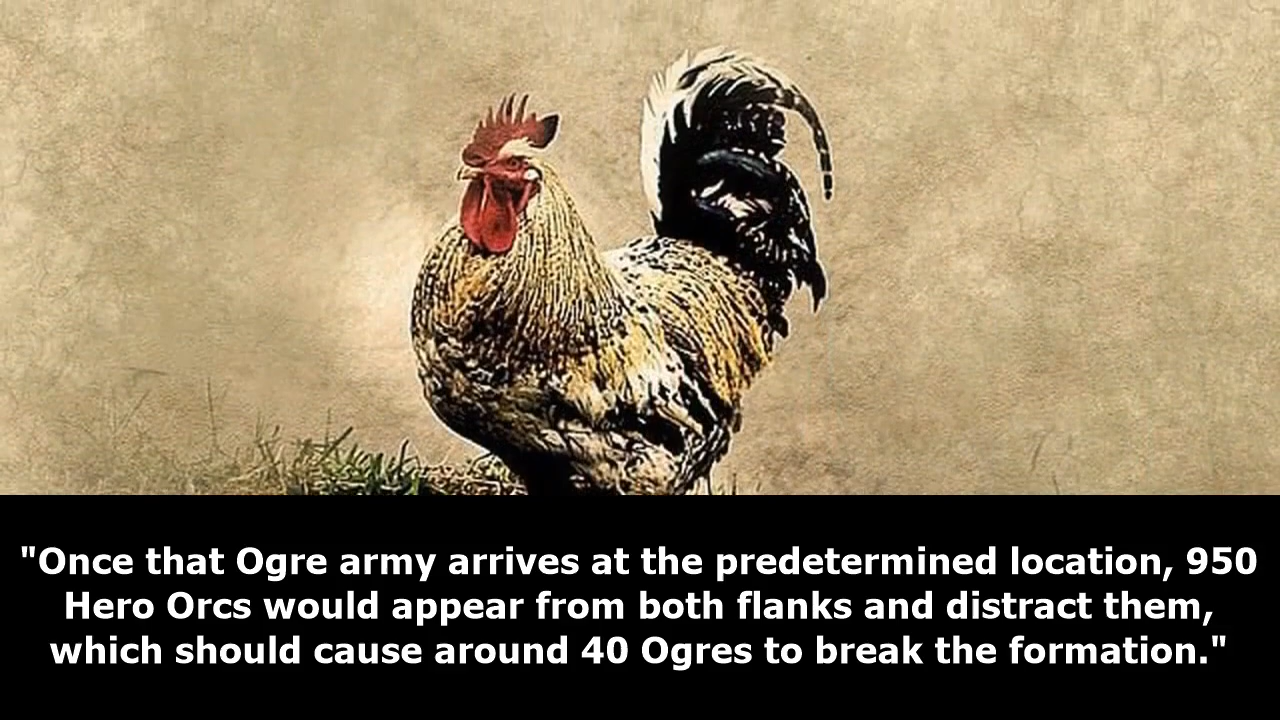 "Once that Ogre army arrives at the predetermined location, 950
Hero Orcs would appear from both flanks and distract them,
which should cause around 40 Ogres to break the formation."